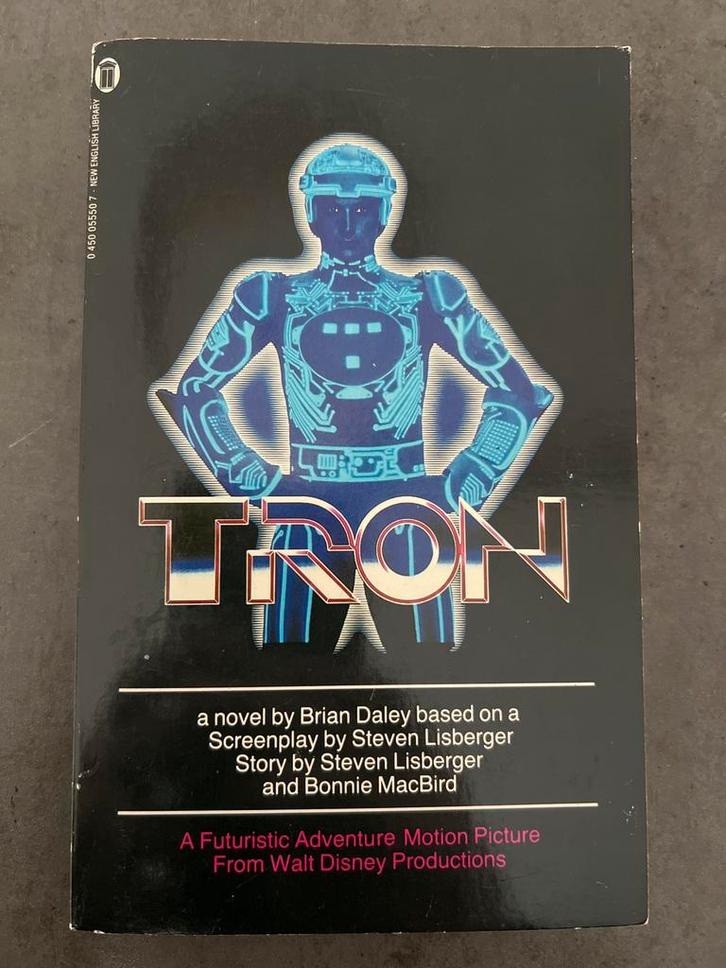 0 450 05550 7 · NEW ENGLISH LIBRARY
TRON
a novel by Brian Daley based on a
Screenplay by Steven Lisberger
Story by Steven Lisberger
and Bonnie MacBird
A Futuristic Adventure Motion Picture
From Walt Disney Productions